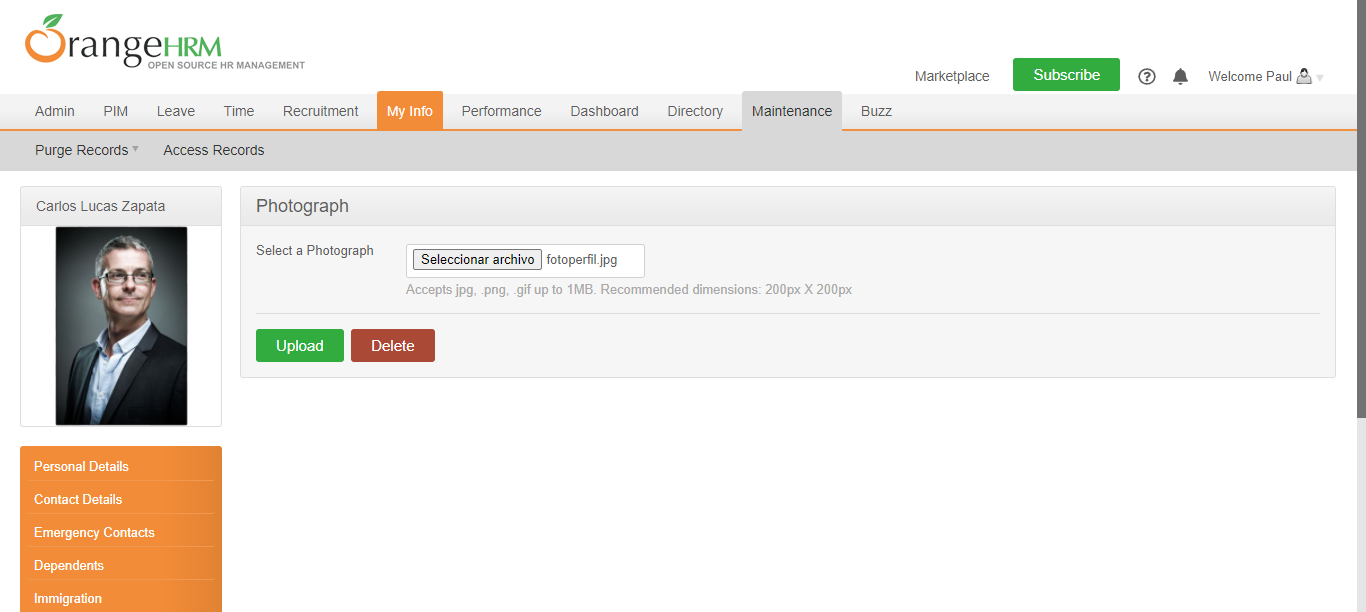 OrangeHRM
OPEN SOURCE HR MANAGEMENT
Marketplace Subscribe ? Welcome Paul
Admin PIM Leave Time Recruitment My Info Performance Dashboard Directory Maintenance Buzz
Purge Records Access Records
Carlos Lucas Zapata
Photograph
Select a Photograph Seleccionar archivo fotoperfil.jpg
Accepts jpg, .png, .gif up to 1MB. Recommended dimensions: 200px X 200px
Upload Delete
Personal Details
Contact Details
Emergency Contacts
Dependents
Immigration